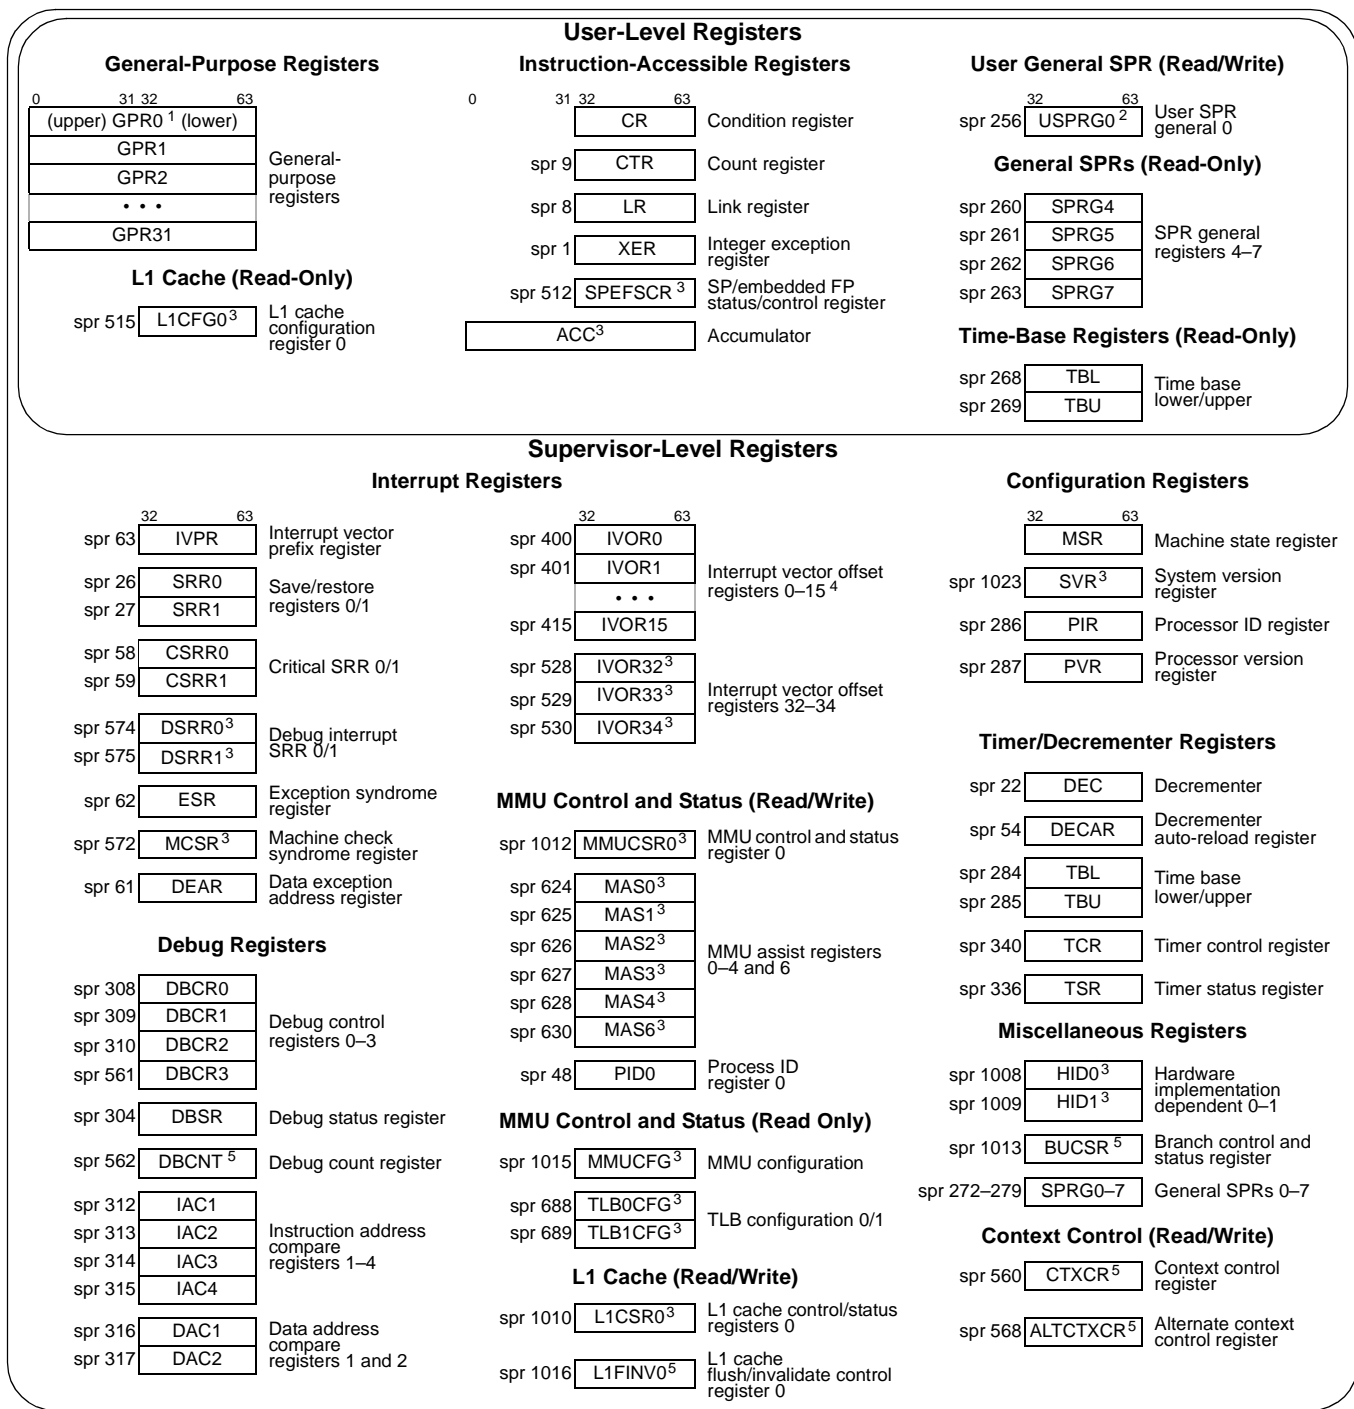 User-Level Registers
General-Purpose Registers
0 31 32 63
(upper) GPR0 1 (lower)
GPR1
GPR2
• • •
GPR31
General-
purpose
registers
L1 Cache (Read-Only)
spr 515 L1CFG0 3
L1 cache
configuration
register 0
Instruction-Accessible Registers
0 31 32 63
CR Condition register
spr 9 CTR Count register
spr 8 LR Link register
spr 1 XER
Integer exception
register
spr 512 SPEFSCR 3
SP/embedded FP
status/control register
ACC3 Accumulator
User General SPR (Read/Write)
32 63
spr 256 USPRG0 2
User SPR
general 0
General SPRs (Read-Only)
spr 260 SPRG4
spr 261 SPRG5
spr 262 SPRG6
spr 263 SPRG7
SPR general
registers 4–7
Time-Base Registers (Read-Only)
spr 268 TBL
spr 269 TBU
Time base
lower/upper
Supervisor-Level Registers
Interrupt Registers
32 63
spr 63 IVPR
Interrupt vector
prefix register
spr 26 SRR0
spr 27 SRR1
Save/restore
registers 0/1
spr 58 CSRR0
spr 59 CSRR1
Critical SRR 0/1
spr 574 DSRR0 3
spr 575 DSRR1 3
Debug interrupt
SRR 0/1
spr 62 ESR
Exception syndrome
register
spr 572 MCSR 3
Machine check
syndrome register
spr 61 DEAR
Data exception
address register
Debug Registers
spr 308 DBCR0
spr 309 DBCR1
spr 310 DBCR2
spr 561 DBCR3
Debug control
registers 0–3
spr 304 DBSR Debug status register
spr 562 DBCNT 5 Debug count register
spr 312 IAC1
spr 313 IAC2
spr 314 IAC3
spr 315 IAC4
Instruction address
compare
registers 1–4
spr 316 DAC1
spr 317 DAC2
Data address
compare
registers 1 and 2
32 63
spr 400 IVOR0
spr 401 IVOR1
• • •
spr 415 IVOR15
Interrupt vector offset
registers 0–15 4
spr 528 IVOR32 3
spr 529 IVOR33 3
spr 530 IVOR34 3
Interrupt vector offset
registers 32–34
MMU Control and Status (Read/Write)
spr 1012 MMUCSR0 3
MMU control and status
register 0
spr 624 MAS0 3
spr 625 MAS1 3
spr 626 MAS2 3
spr 627 MAS3 3
spr 628 MAS4 3
spr 630 MAS6 3
MMU assist registers
0–4 and 6
spr 48 PID0
Process ID
register 0
MMU Control and Status (Read Only)
spr 1015 MMUCFG 3 MMU configuration
spr 688 TLB0CFG 3
spr 689 TLB1CFG 3
TLB configuration 0/1
L1 Cache (Read/Write)
spr 1010 L1CSR0 3
L1 cache control/status
registers 0
spr 1016 L1FINV0 5
L1 cache
flush/invalidate control
register 0
Configuration Registers
32 63
MSR Machine state register
spr 1023 SVR 3
System version
register
spr 286 PIR Processor ID register
spr 287 PVR
Processor version
register
Timer/Decrementer Registers
spr 22 DEC Decrementer
spr 54 DECAR
Decrementer
auto-reload register
spr 284 TBL
spr 285 TBU
Time base
lower/upper
spr 340 TCR Timer control register
spr 336 TSR Timer status register
Miscellaneous Registers
spr 1008 HID0 3
spr 1009 HID1 3
Hardware
implementation
dependent 0–1
spr 1013 BUCSR 5
Branch control and
status register
spr 272–279 SPRG0–7 General SPRs 0–7
Context Control (Read/Write)
spr 560 CTXCR 5
Context control
register
spr 568 ALTCTXCR 5
Alternate context
control register